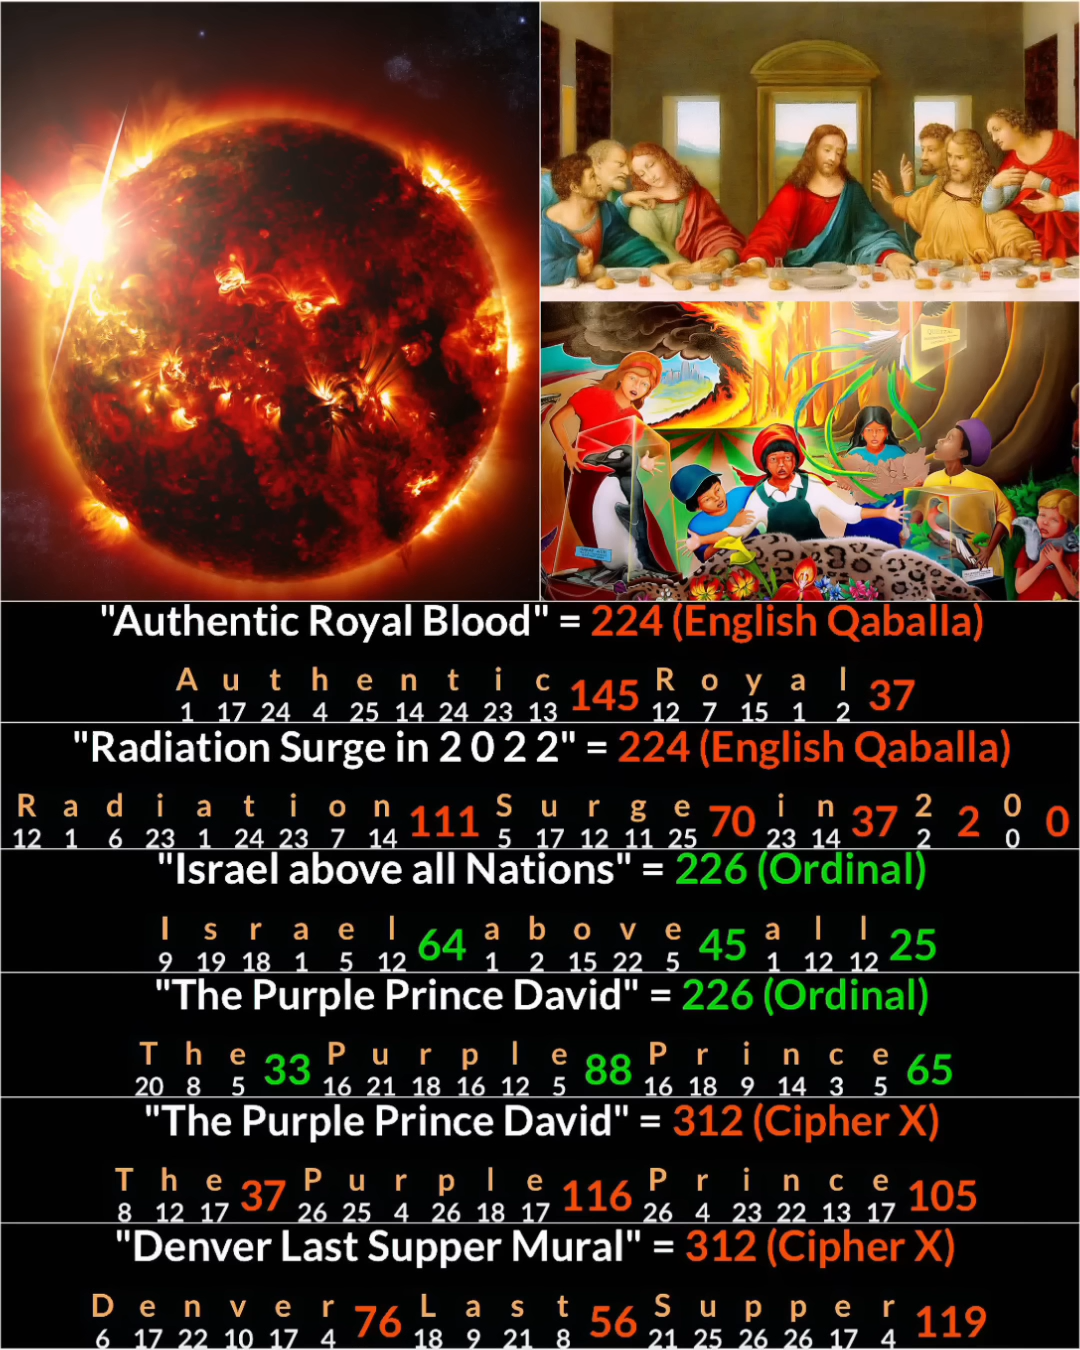 "Authentic Royal Blood" = 224 (English Qaballa)
A u t h e n t i c 145 R o y a l 37
1 17 24 4 25 14 24 23 13 12 7 15 1 2
"Radiation Surge in 2 0 2 2" = 224 (English Qaballa)
R a d i a t i o n 111 S u r g e 70 i n 37 2 2 0 0
12 1 6 23 1 24 23 7 14 5 17 12 11 25 23 14 2 0
"Israel above all Nations" = 226 (Ordinal)
I s r a e l 64 a b o v e 45 a l l 25
9 19 18 1 5 12 1 2 15 22 5 1 12 12
"The Purple Prince David" = 226 (Ordinal)
T h e 33 P u r p l e 88 P r i n c e 65
20 8 5 16 21 18 16 12 5 16 18 9 14 3 5
"The Purple Prince David" = 312 (Cipher X)
T h e 37 P u r p l e 116 P r i n c e 105
8 12 17 26 25 4 26 18 17 26 4 23 22 13 17
"Denver Last Supper Mural" = 312 (Cipher X)
D e n v e r 76 L a s t 56 S u p p e r 119
6 17 22 10 17 4 18 9 21 8 21 25 26 26 17 4